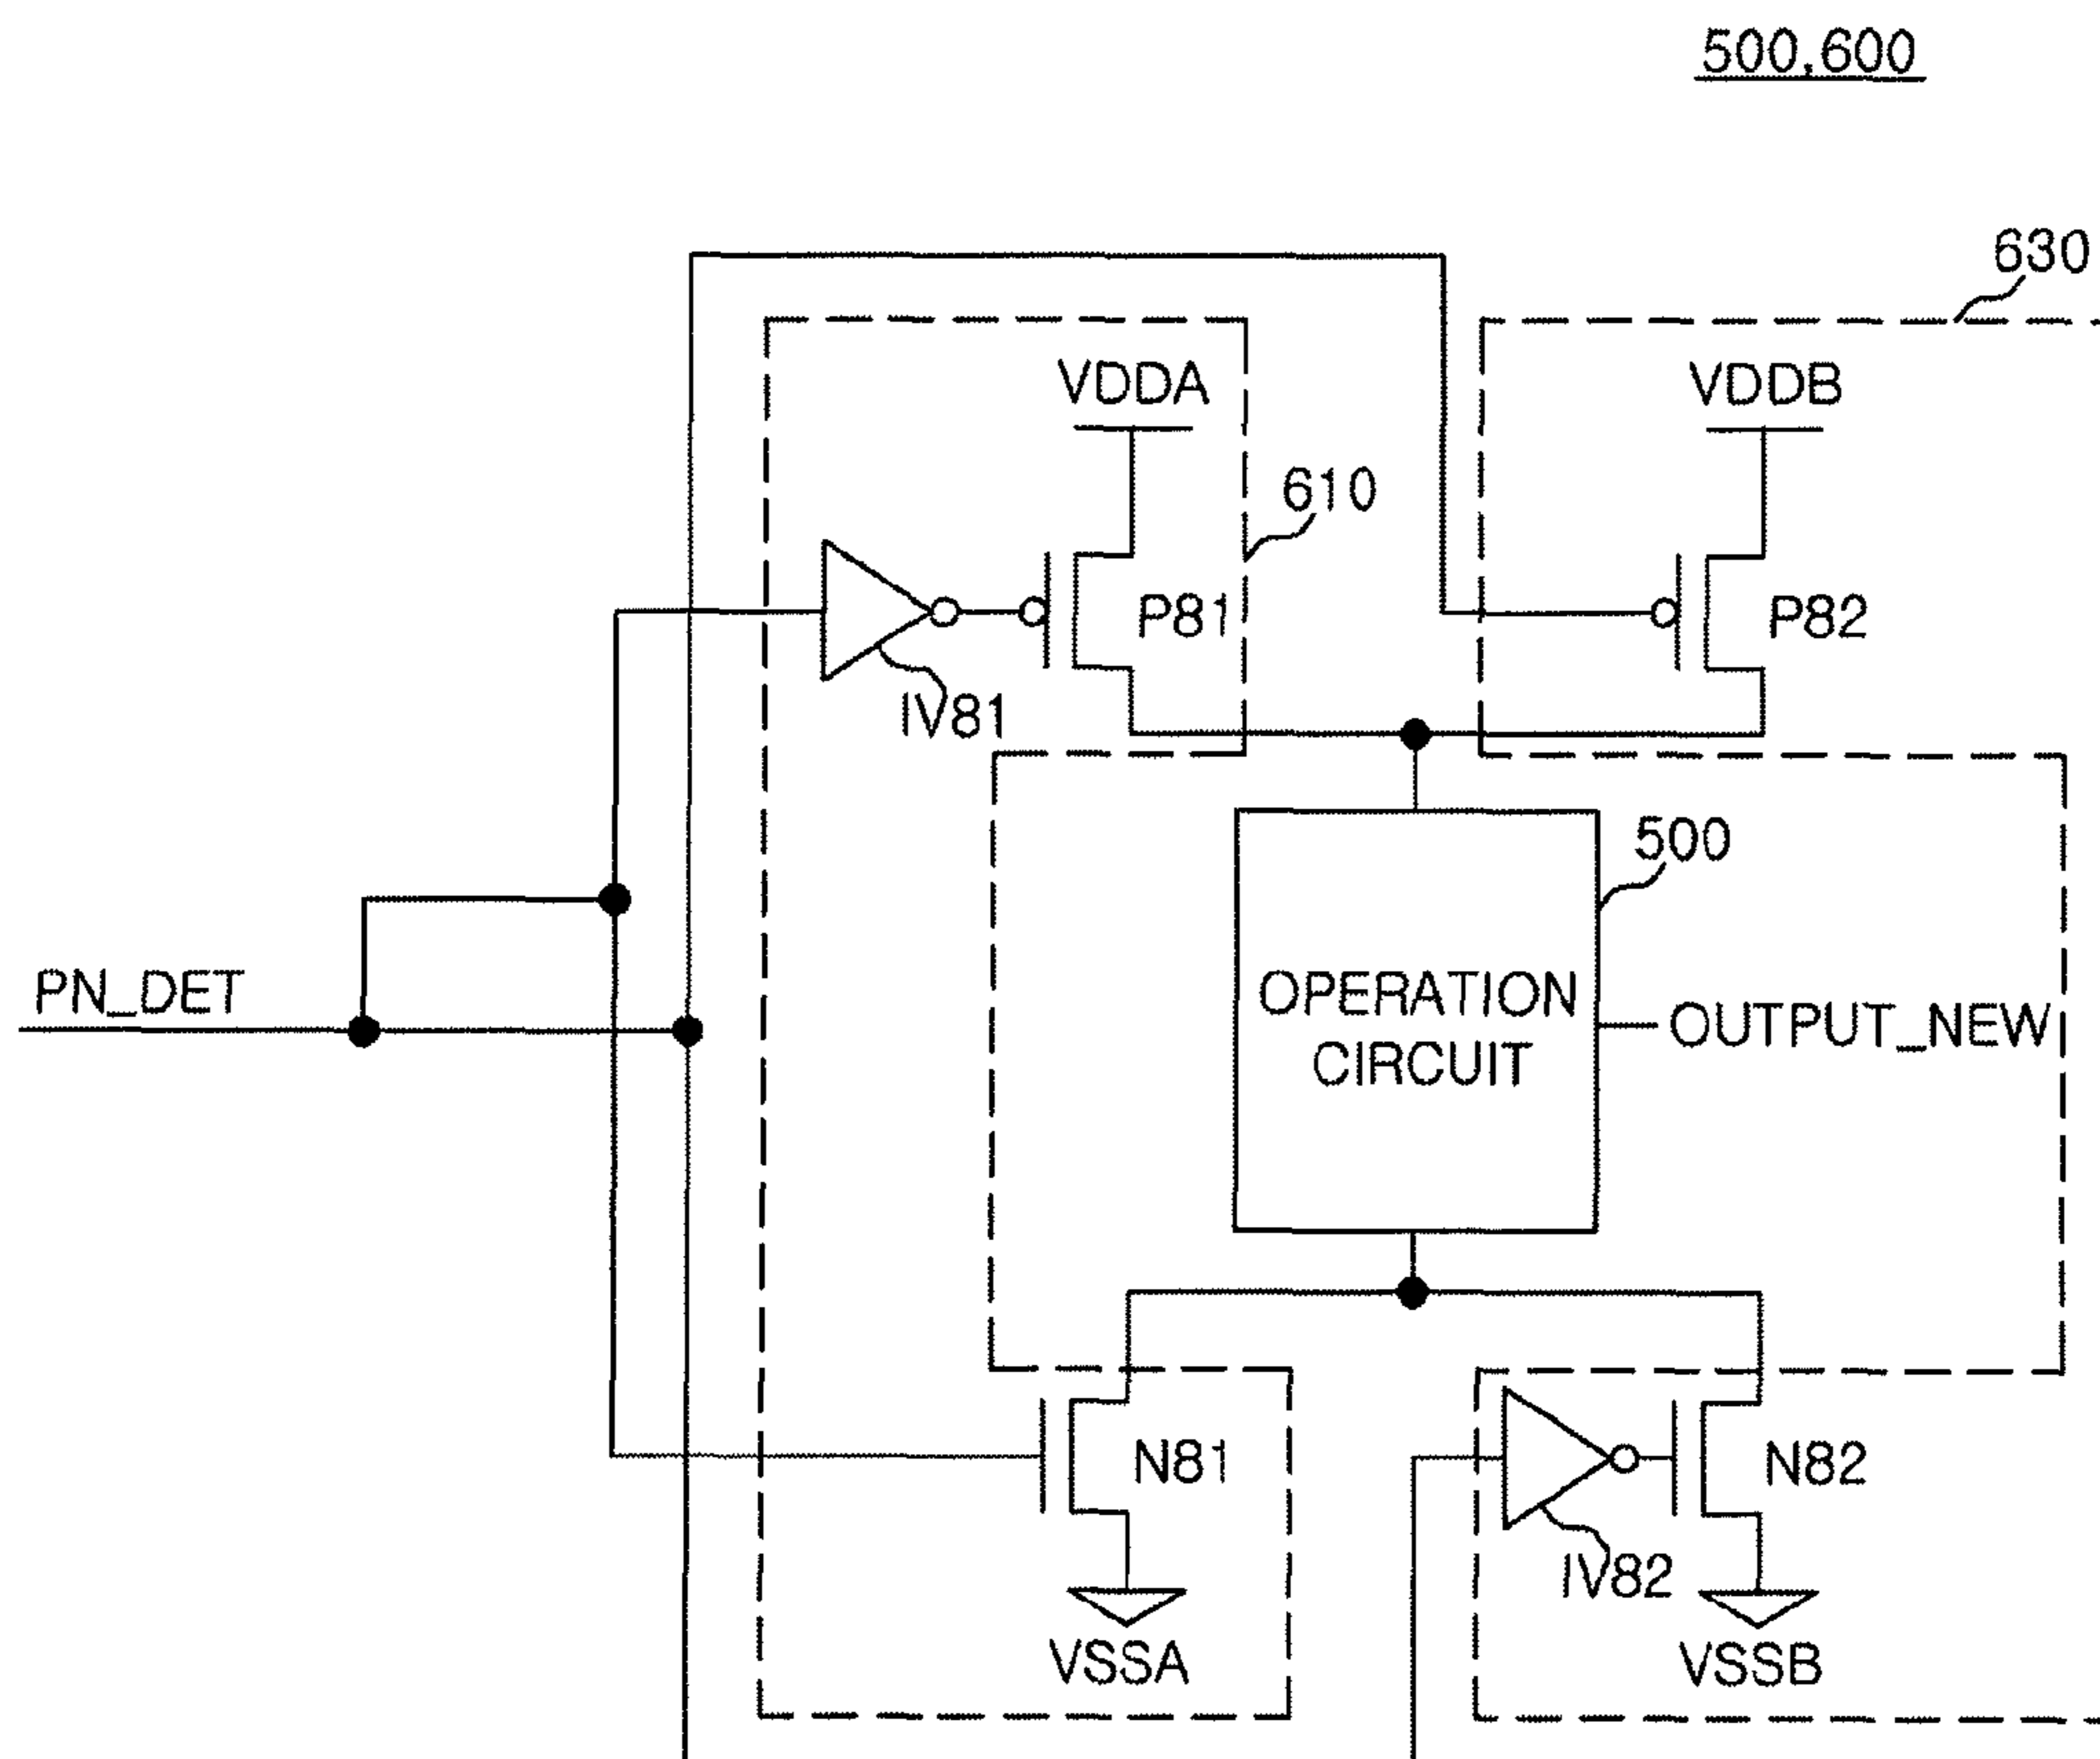 500,600
630
VDDA
VDDB
610
P81
P82
IV81
500
PN_DET
OPERATION
CIRCUIT
OUTPUT_NEW
N81
N82
IV82
VSSA
VSSB